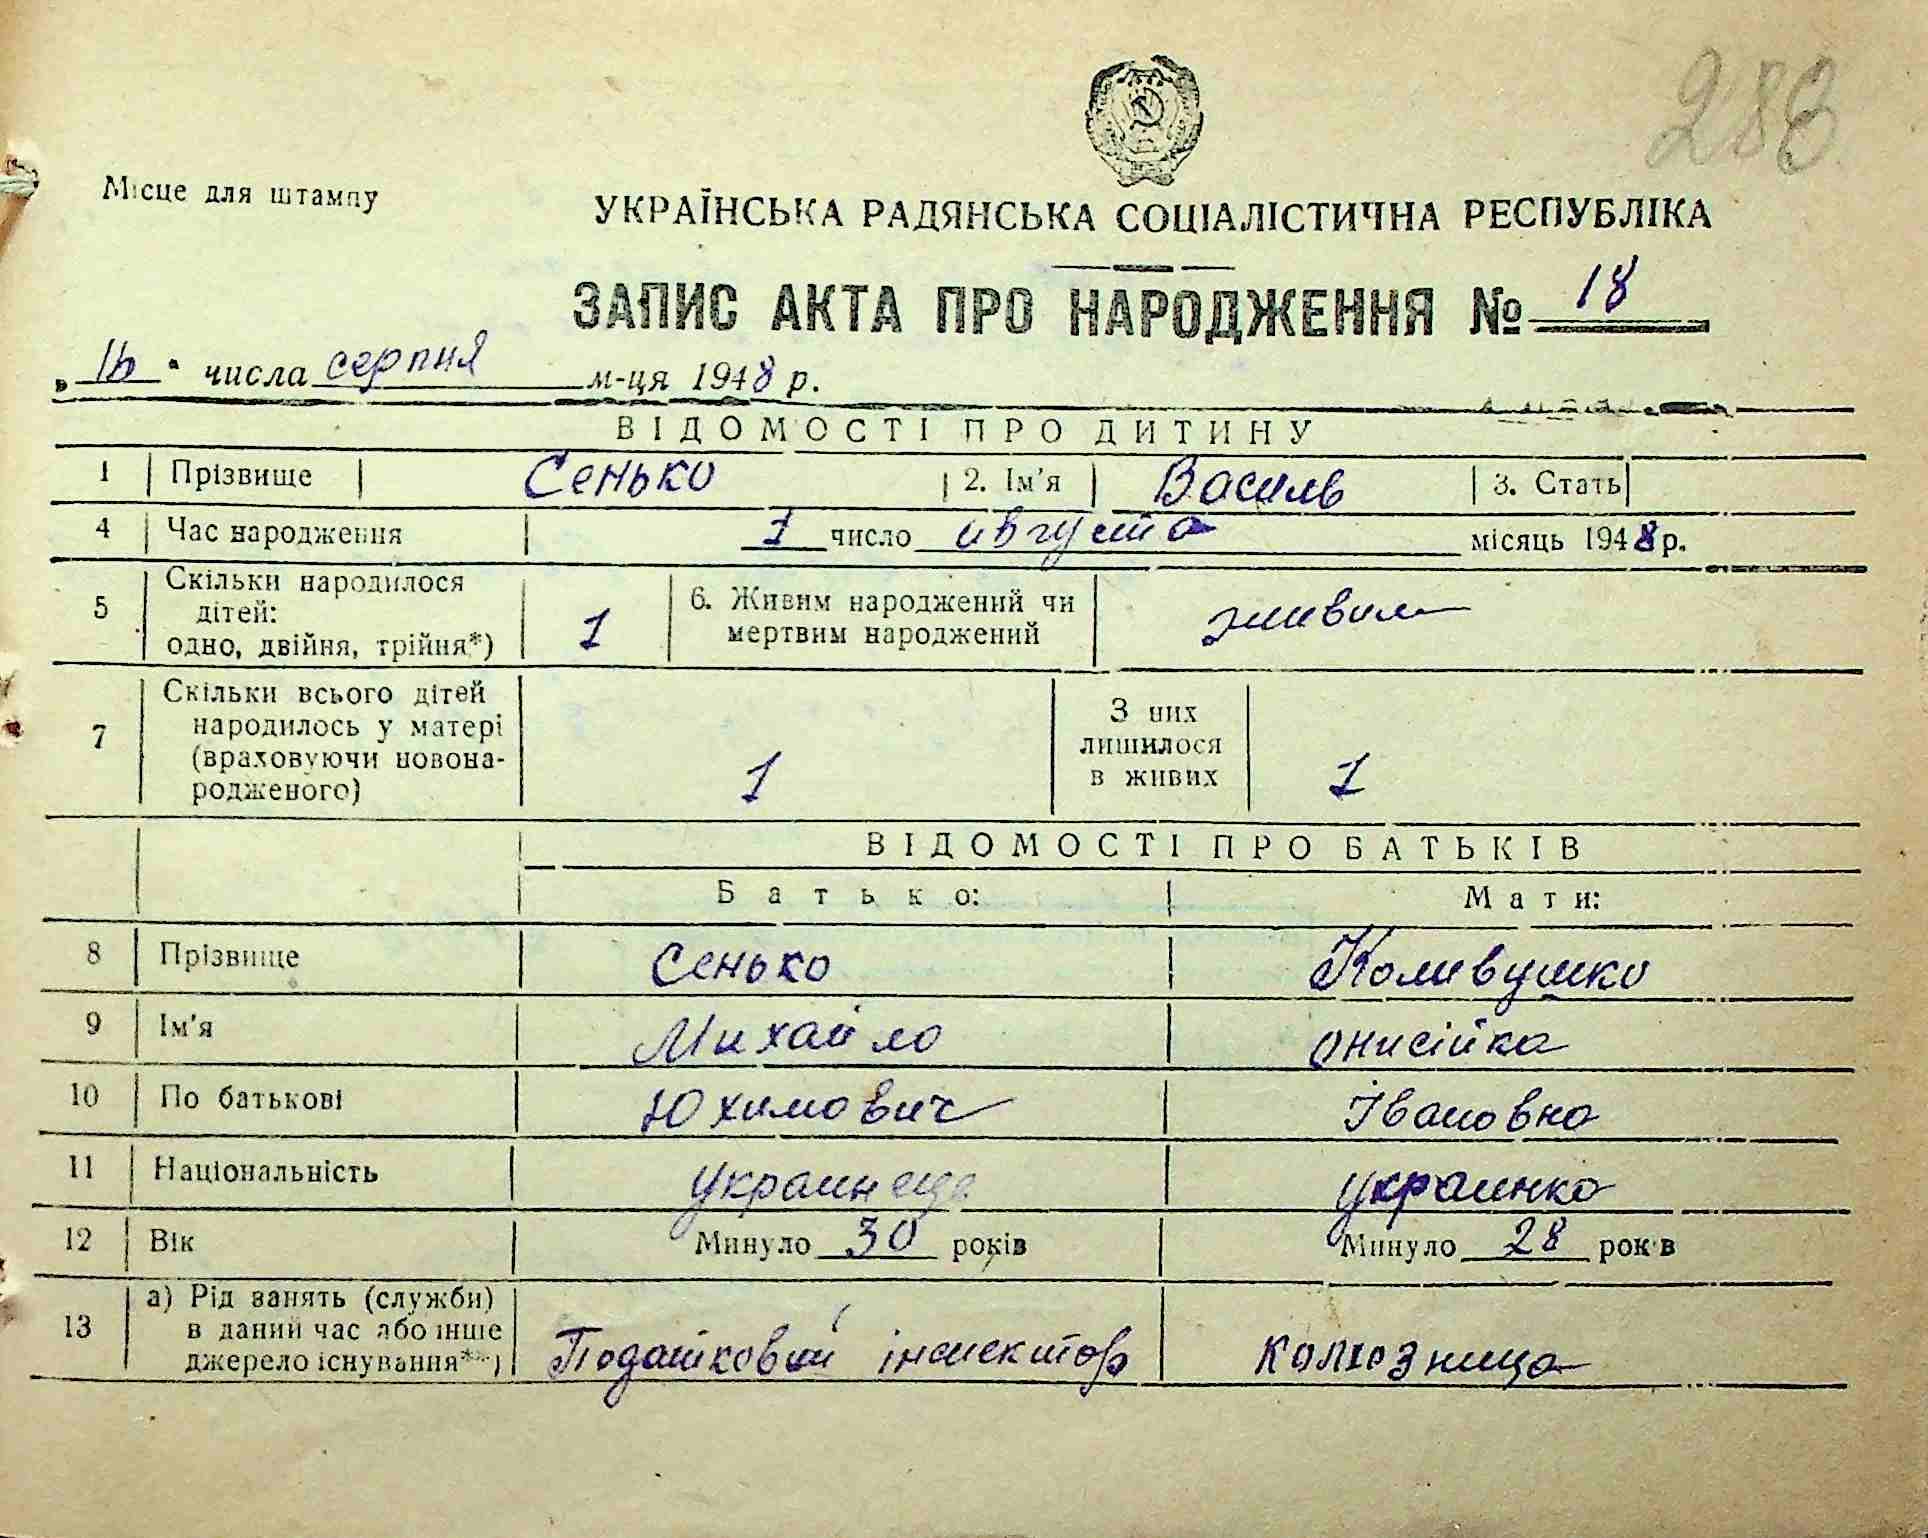 283
Місце для штампу
УКРАЇНСЬКА РАДЯНСЬКА СОЦІАЛІСТИЧНА РЕСПУБЛІКА
ЗАПИС АКТА ПРО НАРОДЖЕННЯ № 18
„ 16 " числа серпня м-ця 1948 р.
ВІДОМОСТІ ПРО ДИТИНУ
1 Прізвище Сенько 2. Ім'я Василь 3. Стать
4 Час народження 1 число августа місяць 1948 р.
5 Скільки народилося дітей: одно, двійня, трійня*) 1 6. Живим народжений чи мертвим народжений живим
7 Скільки всього дітей народилось у матері (враховуючи новонародженого) 1 З них лишилося в живих 1
ВІДОМОСТІ ПРО БАТЬКІВ
Батько: Мати:
8 Прізвище Сенько Коливушко
9 Ім'я Михайло Онисійка
10 По батькові Юхимович Івановна
11 Національність украинець украинка
12 Вік Минуло 30 років Минуло 28 років
13 а) Рід занять (служби) в даний час або інше джерело існування**) Податковий інспектор колхозница